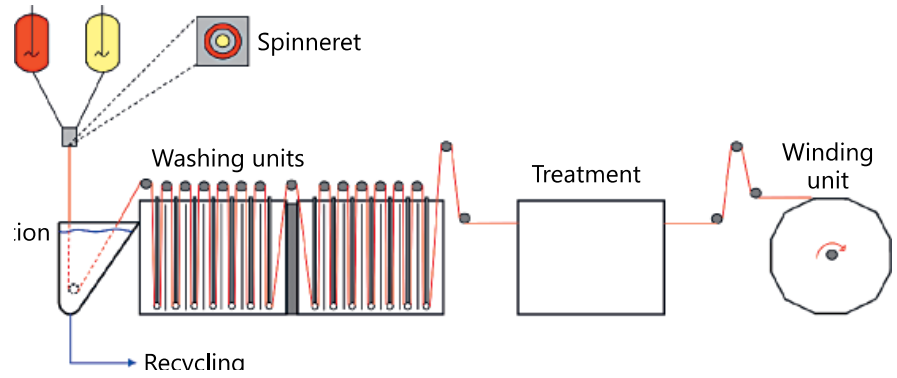 Spinneret
Washing units
Treatment
Winding
unit
tion
Recycling